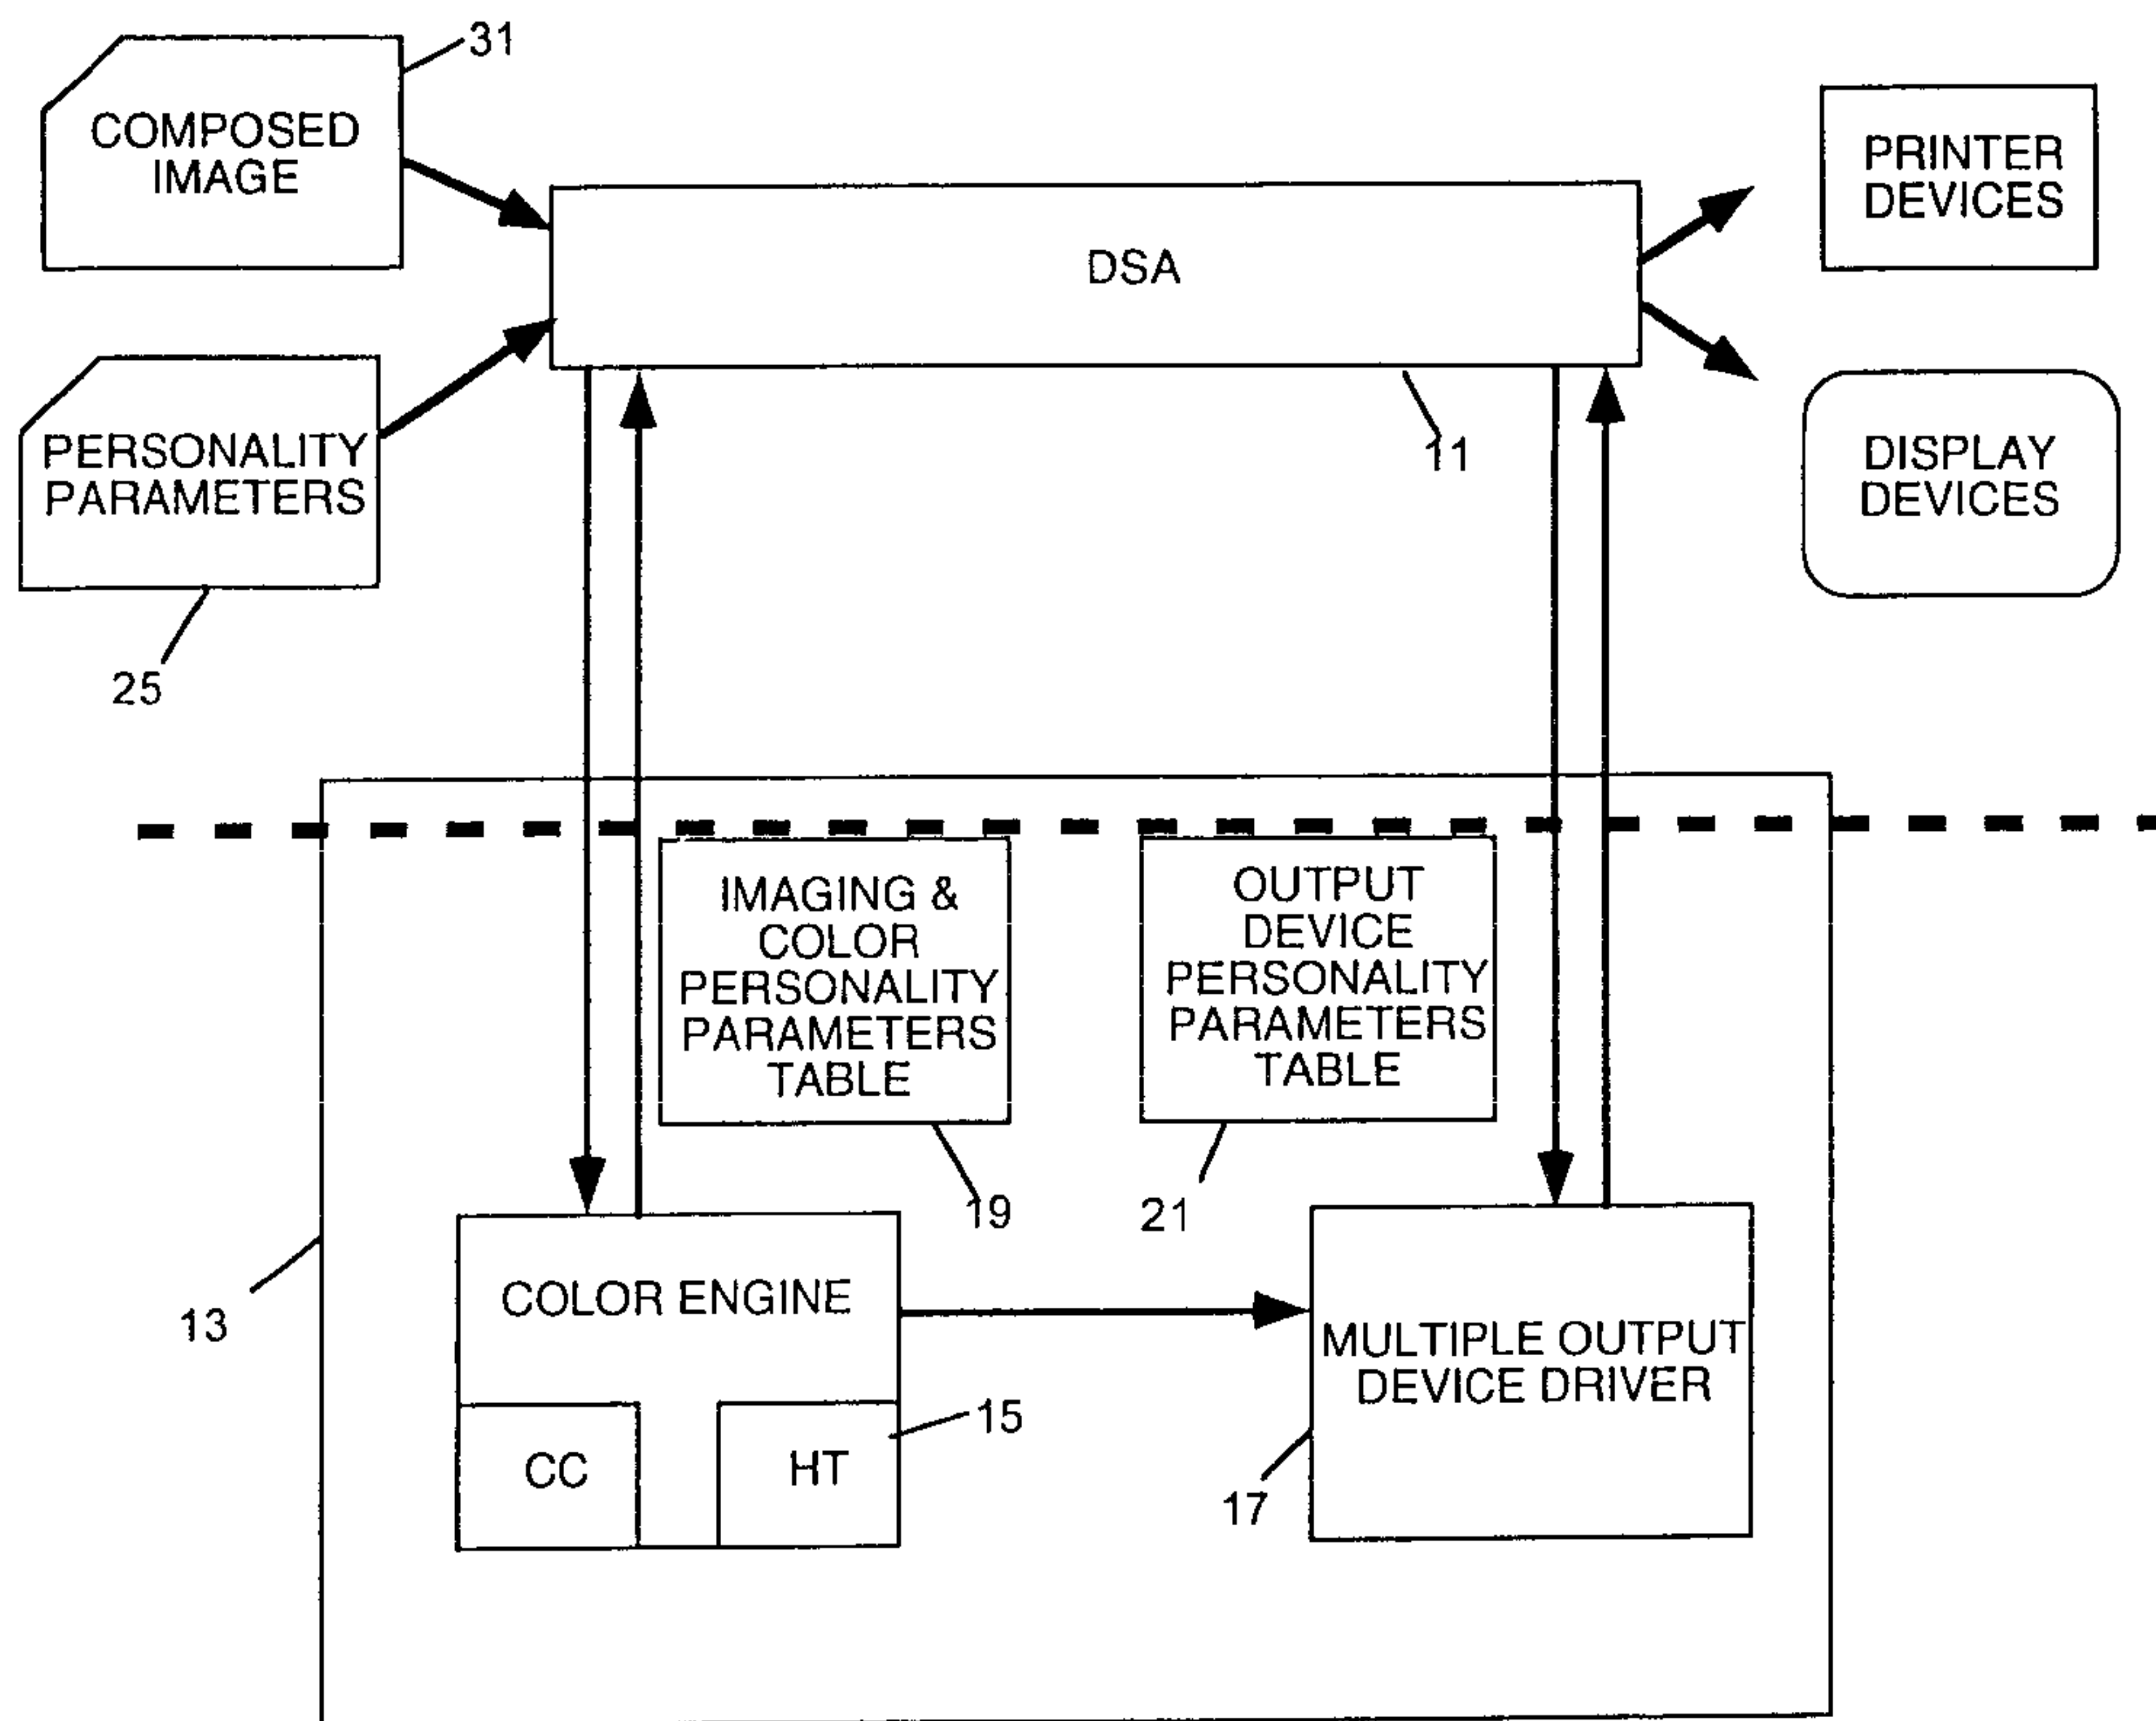 31
COMPOSED
IMAGE
PRINTER
DEVICES
DSA
11
PERSONALITY
PARAMETERS
DISPLAY
DEVICES
25
IMAGING &
COLOR
PERSONALITY
PARAMETERS
TABLE
OUTPUT
DEVICE
PERSONALITY
PARAMETERS
TABLE
19
21
13
COLOR ENGINE
MULTIPLE OUTPUT
DEVICE DRIVER
15
CC
HT
17